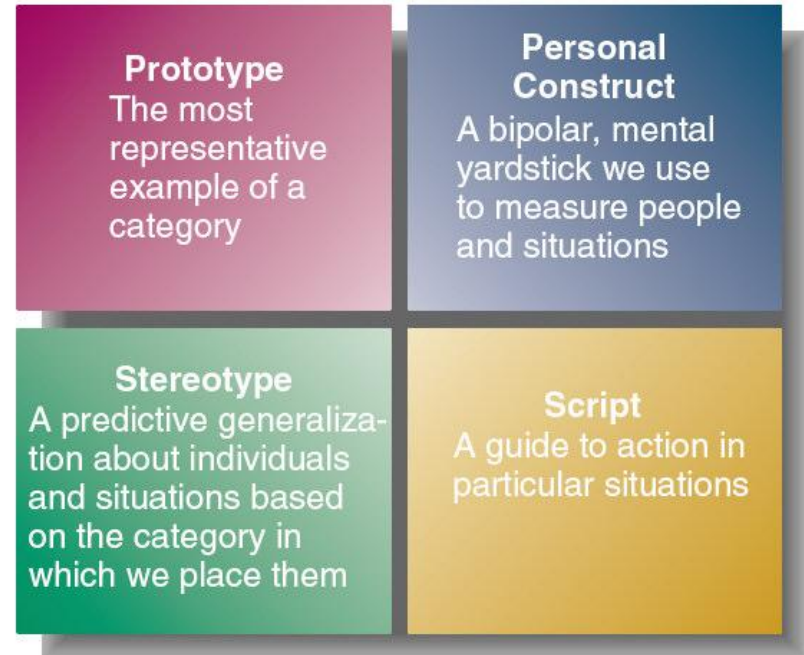 Prototype
The most
representative
example of a
category
Personal
Construct
A bipolar, mental
yardstick we use
to measure people
and situations
Stereotype
A predictive generaliza-
tion about individuals
and situations based
on the category in
which we place them
Script
A guide to action in
particular situations